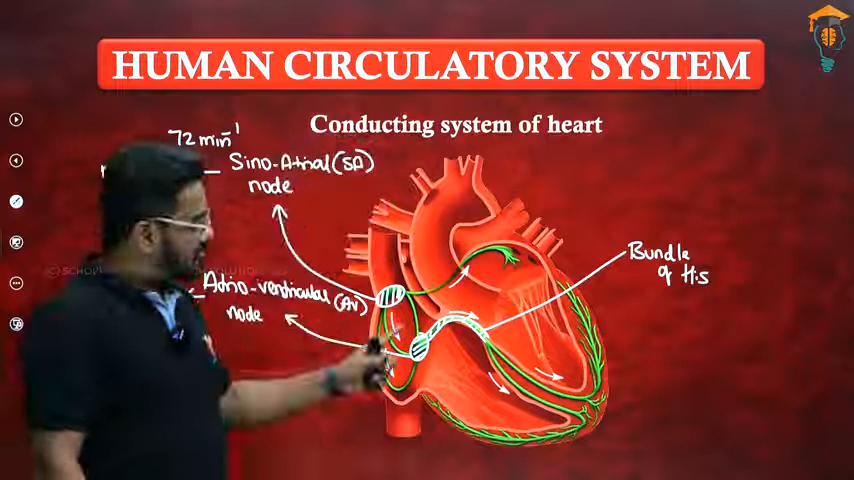 HUMAN CIRCULATORY SYSTEM
Conducting system of heart
72 min⁻¹
Sino-Atrial (SA)
node
Atrio-ventricular (AV)
node
Bundle
of His